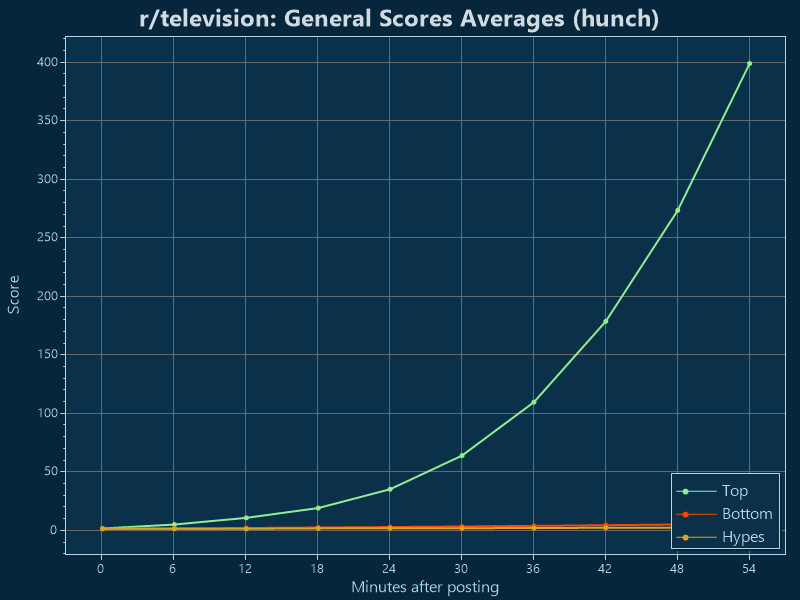 r/television: General Scores Averages (hunch)
400
350
300
250
200
150
100
50
0
Score
0 6 12 18 24 30 36 42 48 54
Minutes after posting
Top
Bottom
Hypes